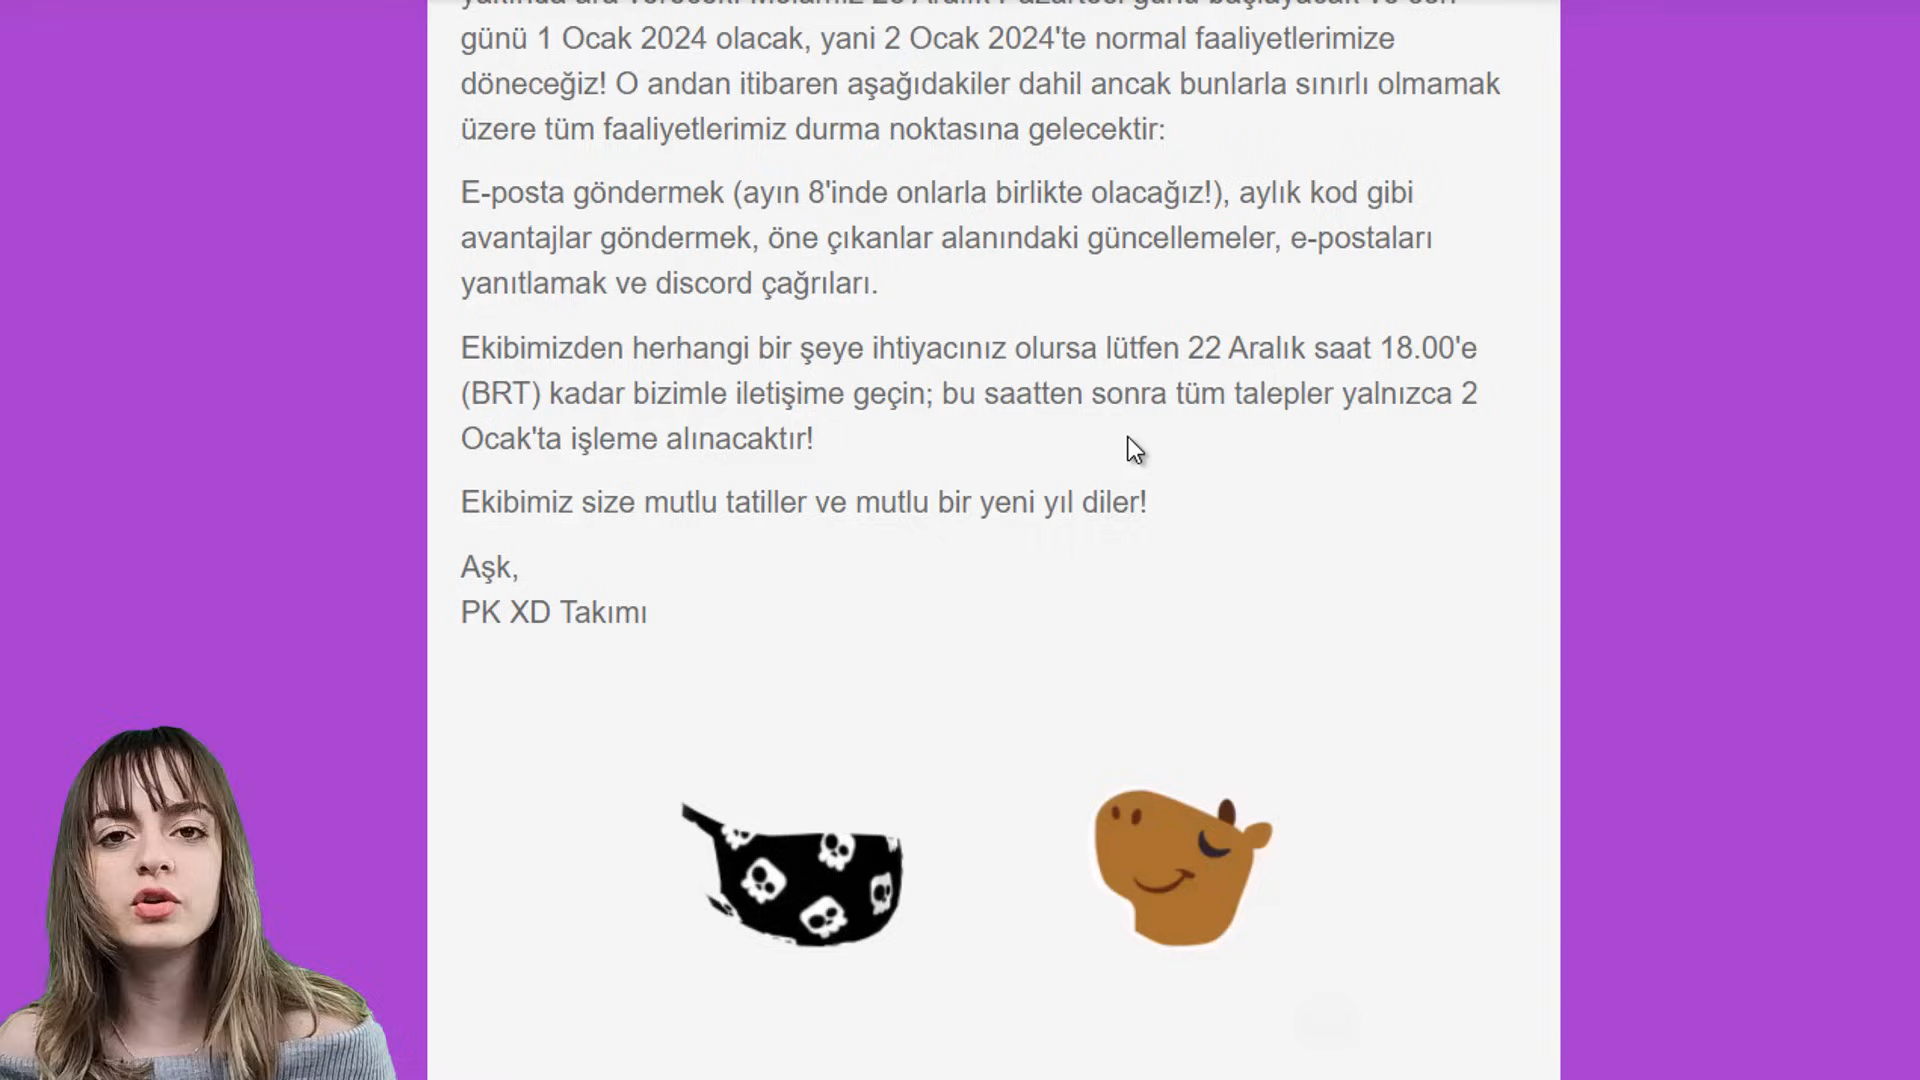 günü 1 Ocak 2024 olacak, yani 2 Ocak 2024'te normal faaliyetlerimize
döneceğiz! O andan itibaren aşağıdakiler dahil ancak bunlarla sınırlı olmamak
üzere tüm faaliyetlerimiz durma noktasına gelecektir:
E-posta göndermek (ayın 8'inde onlarla birlikte olacağız!), aylık kod gibi
avantajlar göndermek, öne çıkanlar alanındaki güncellemeler, e-postaları
yanıtlamak ve discord çağrıları.
Ekibimizden herhangi bir şeye ihtiyacınız olursa lütfen 22 Aralık saat 18.00'e
(BRT) kadar bizimle iletişime geçin; bu saatten sonra tüm talepler yalnızca 2
Ocak'ta işleme alınacaktır!
Ekibimiz size mutlu tatiller ve mutlu bir yeni yıl diler!
Aşk,
PK XD Takımı